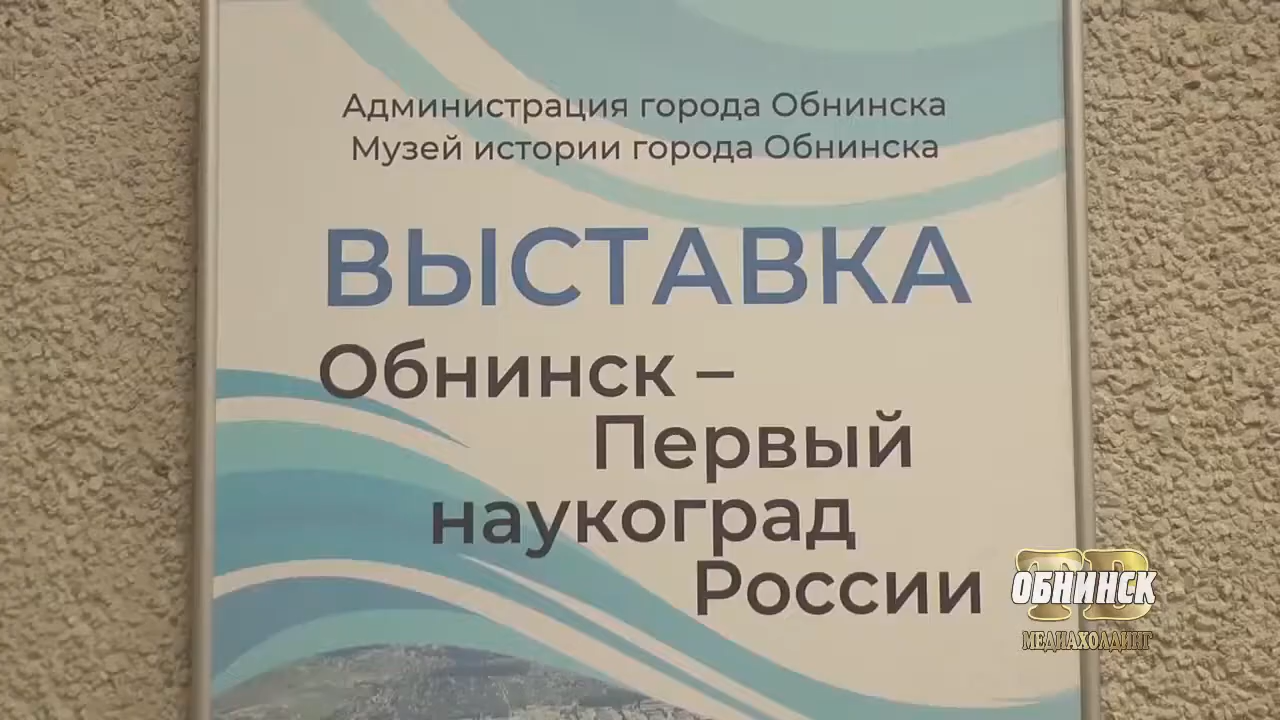 Администрация города Обнинска
Музей истории города Обнинска
ВЫСТАВКА
Обнинск –
Первый
наукоград
России
ТВ
ОБНИНСК
МЕДИАХОЛДИНГ